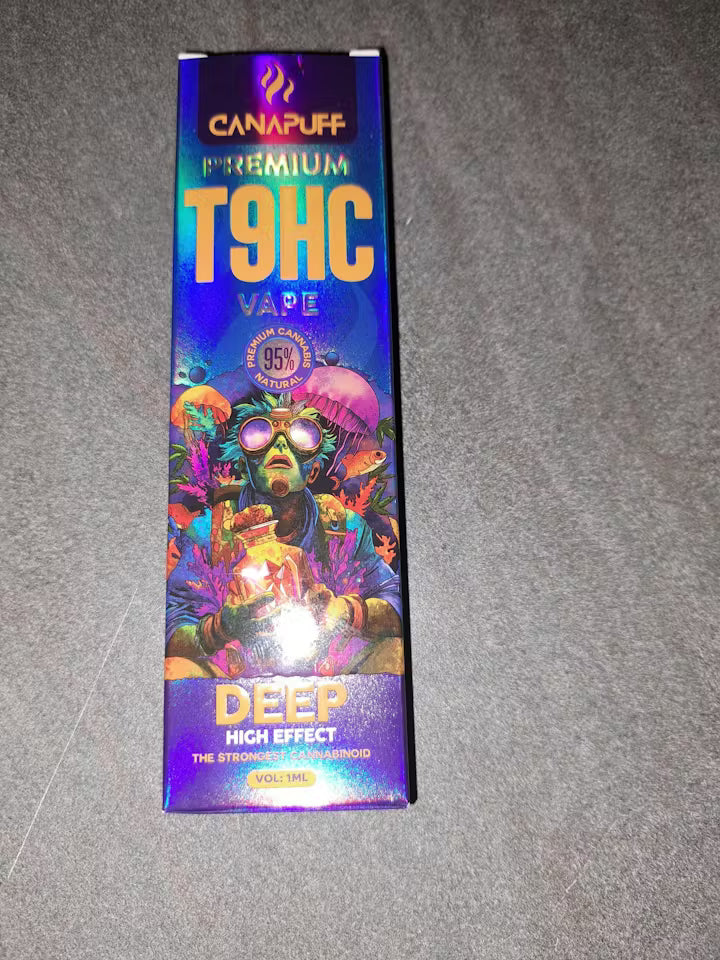 CANAPUFF
PREMIUM
T9HC
VAPE
PREMIUM CANNABIS
95%
NATURAL
DEEP
HIGH EFFECT
THE STRONGEST CANNABINOID
VOL: 1ML